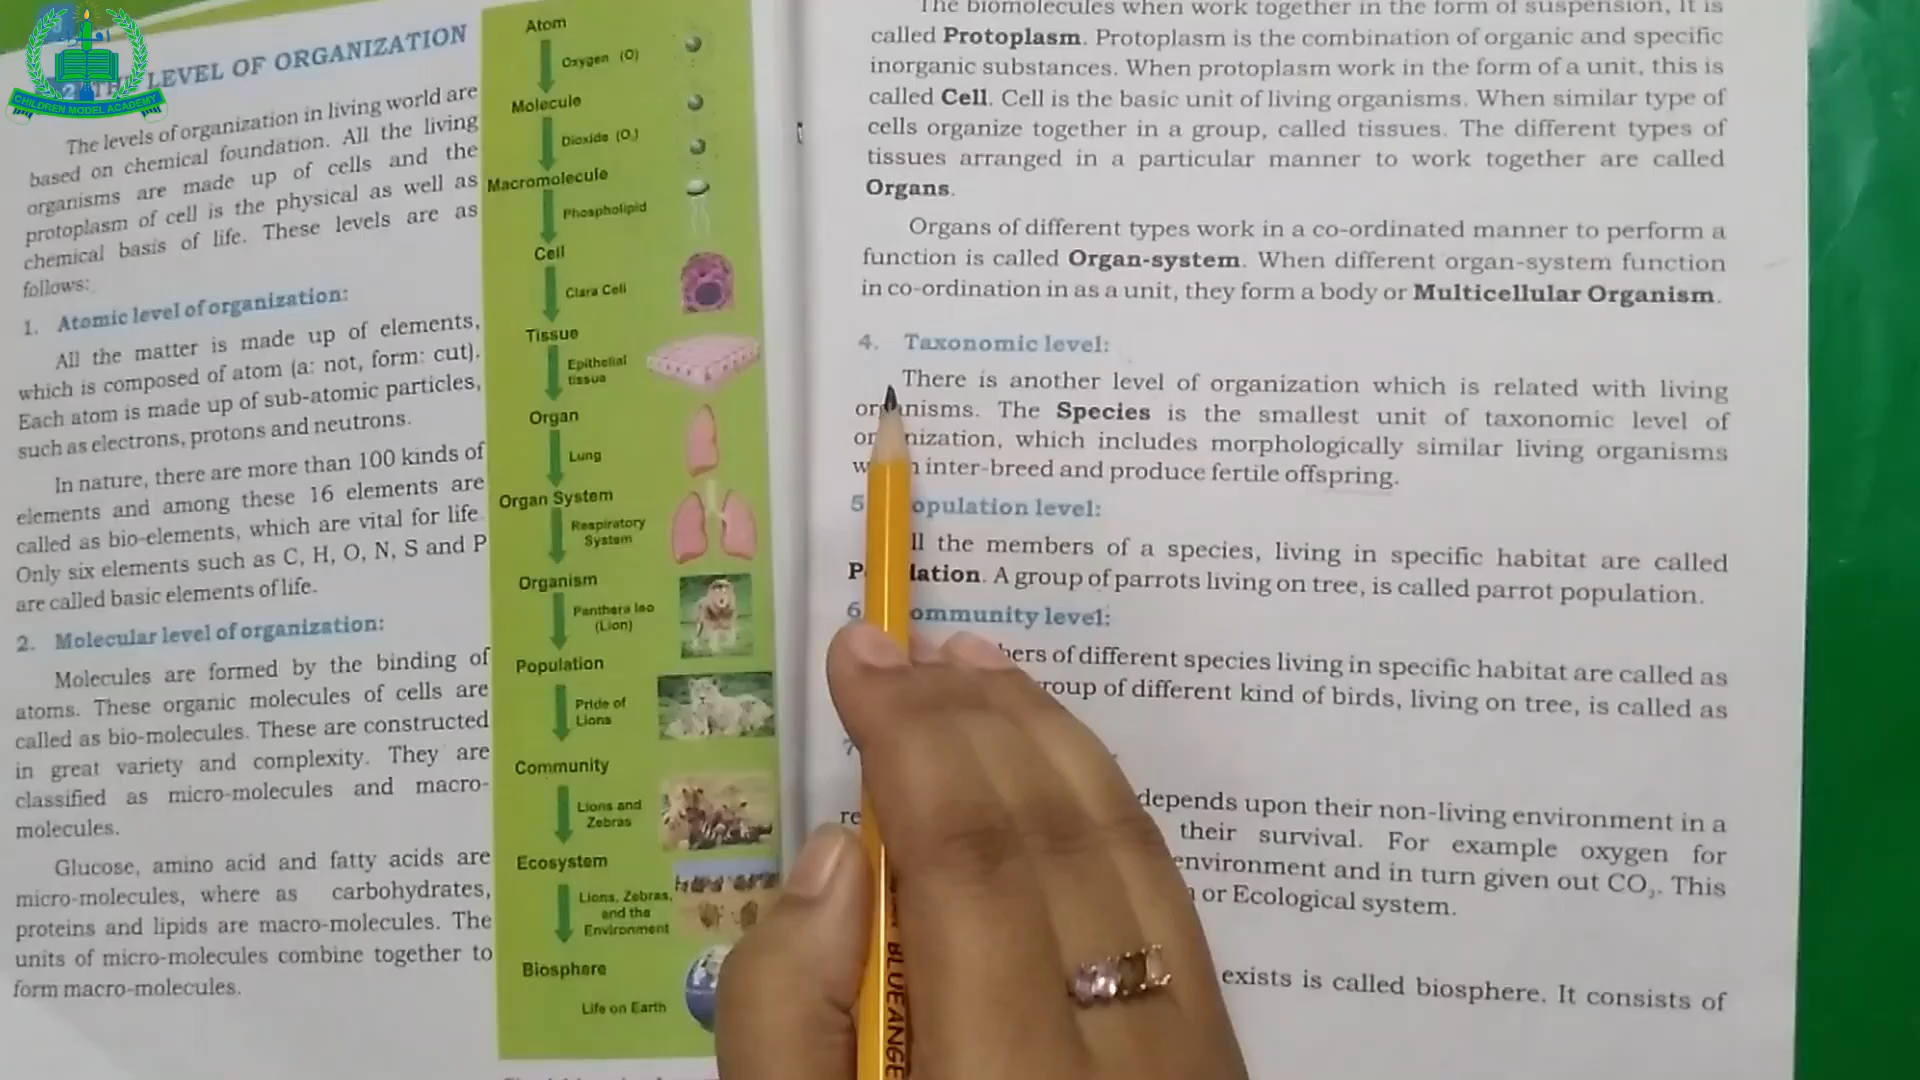 CHILDREN MODEL ACADEMY
LEVEL OF ORGANIZATION
The levels of organization in living world are
based on chemical foundation. All the living
organisms are made up of cells and the
protoplasm of cell is the physical as well as
chemical basis of life. These levels are as
follows:
1. Atomic level of organization:
All the matter is made up of elements,
which is composed of atom (a: not, form: cut).
Each atom is made up of sub-atomic particles,
such as electrons, protons and neutrons.
In nature, there are more than 100 kinds of
elements and among these 16 elements are
called as bio-elements, which are vital for life.
Only six elements such as C, H, O, N, S and P
are called basic elements of life.
2. Molecular level of organization:
Molecules are formed by the binding of
atoms. These organic molecules of cells are
called as bio-molecules. These are constructed
in great variety and complexity. They are
classified as micro-molecules and macro-
molecules.
Glucose, amino acid and fatty acids are
micro-molecules, where as carbohydrates,
proteins and lipids are macro-molecules. The
units of micro-molecules combine together to
form macro-molecules.
Atom
Oxygen (O)
Molecule
Dioxide (O₂)
Macromolecule
Phospholipid
Cell
Clara Cell
Tissue
Epithelial
tissue
Organ
Lung
Organ System
Respiratory
System
Organism
Panthera leo
(Lion)
Population
Pride of
Lions
Community
Lions and
Zebras
Ecosystem
Lions, Zebras,
and the
Environment
Biosphere
Life on Earth
The biomolecules when work together in the form of suspension, it is
called Protoplasm. Protoplasm is the combination of organic and specific
inorganic substances. When protoplasm work in the form of a unit, this is
called Cell. Cell is the basic unit of living organisms. When similar type of
cells organize together in a group, called tissues. The different types of
tissues arranged in a particular manner to work together are called
Organs.
Organs of different types work in a co-ordinated manner to perform a
function is called Organ-system. When different organ-system function
in co-ordination in as a unit, they form a body or Multicellular Organism.
4. Taxonomic level:
There is another level of organization which is related with living
organisms. The Species is the smallest unit of taxonomic level of
organization, which includes morphologically similar living organisms
inter-breed and produce fertile offspring.
5 opulation level:
ll the members of a species, living in specific habitat are called
Population. A group of parrots living on tree, is called parrot population.
6 ommunity level:
bers of different species living in specific habitat are called as
roup of different kind of birds, living on tree, is called as
7
depends upon their non-living environment in a
re their survival. For example oxygen for
environment and in turn given out CO₂. This
or Ecological system.
exists is called biosphere. It consists of
BLUEANGE